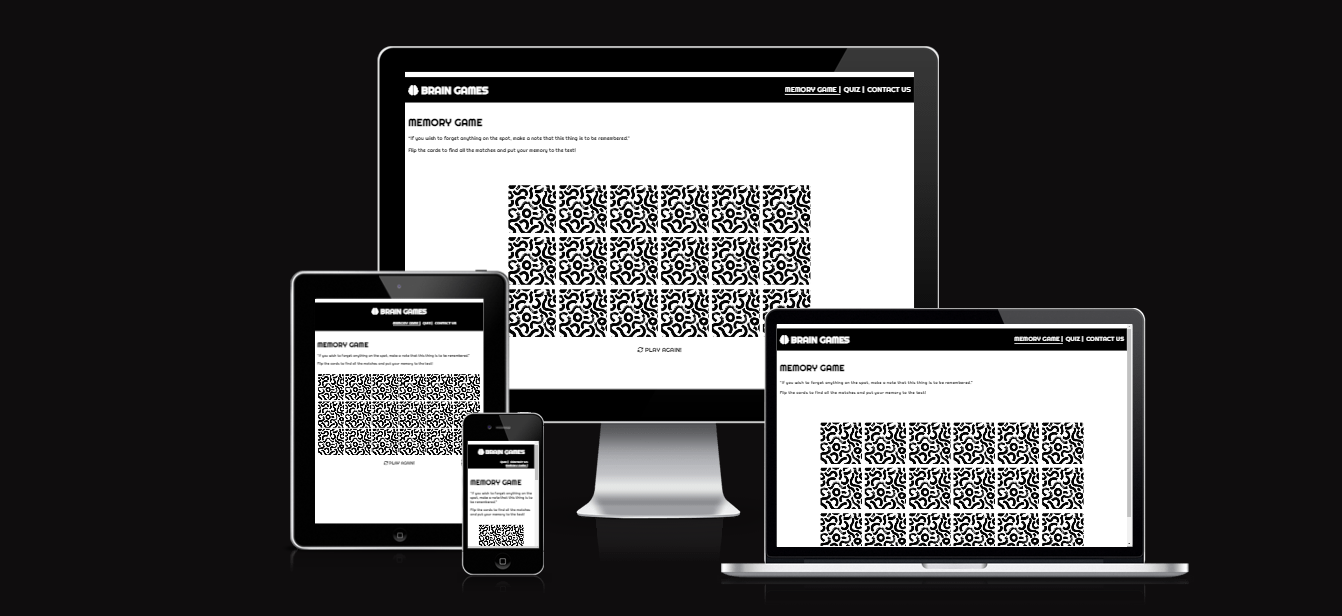 BRAIN GAMES
MEMORY GAME | QUIZ | CONTACT US
MEMORY GAME
"If you wish to forget anything on the spot, make a note that this thing is to be remembered."
Flip the cards to find all the matches and put your memory to the test!
PLAY AGAIN!
BRAIN GAMES
MEMORY GAME | QUIZ | CONTACT US
MEMORY GAME
"If you wish to forget anything on the spot, make a note that this thing is to be remembered."
Flip the cards to find all the matches and put your memory to the test!
PLAY AGAIN!
BRAIN GAMES
MEMORY GAME
"If you wish to forget anything on the
spot, make a note that this thing is to
be remembered."
Flip the cards to find all the matches
and put your memory to the test!
BRAIN GAMES
MEMORY GAME | QUIZ | CONTACT US
MEMORY GAME
"If you wish to forget anything on the spot, make a note that this thing is to be remembered."
Flip the cards to find all the matches and put your memory to the test!